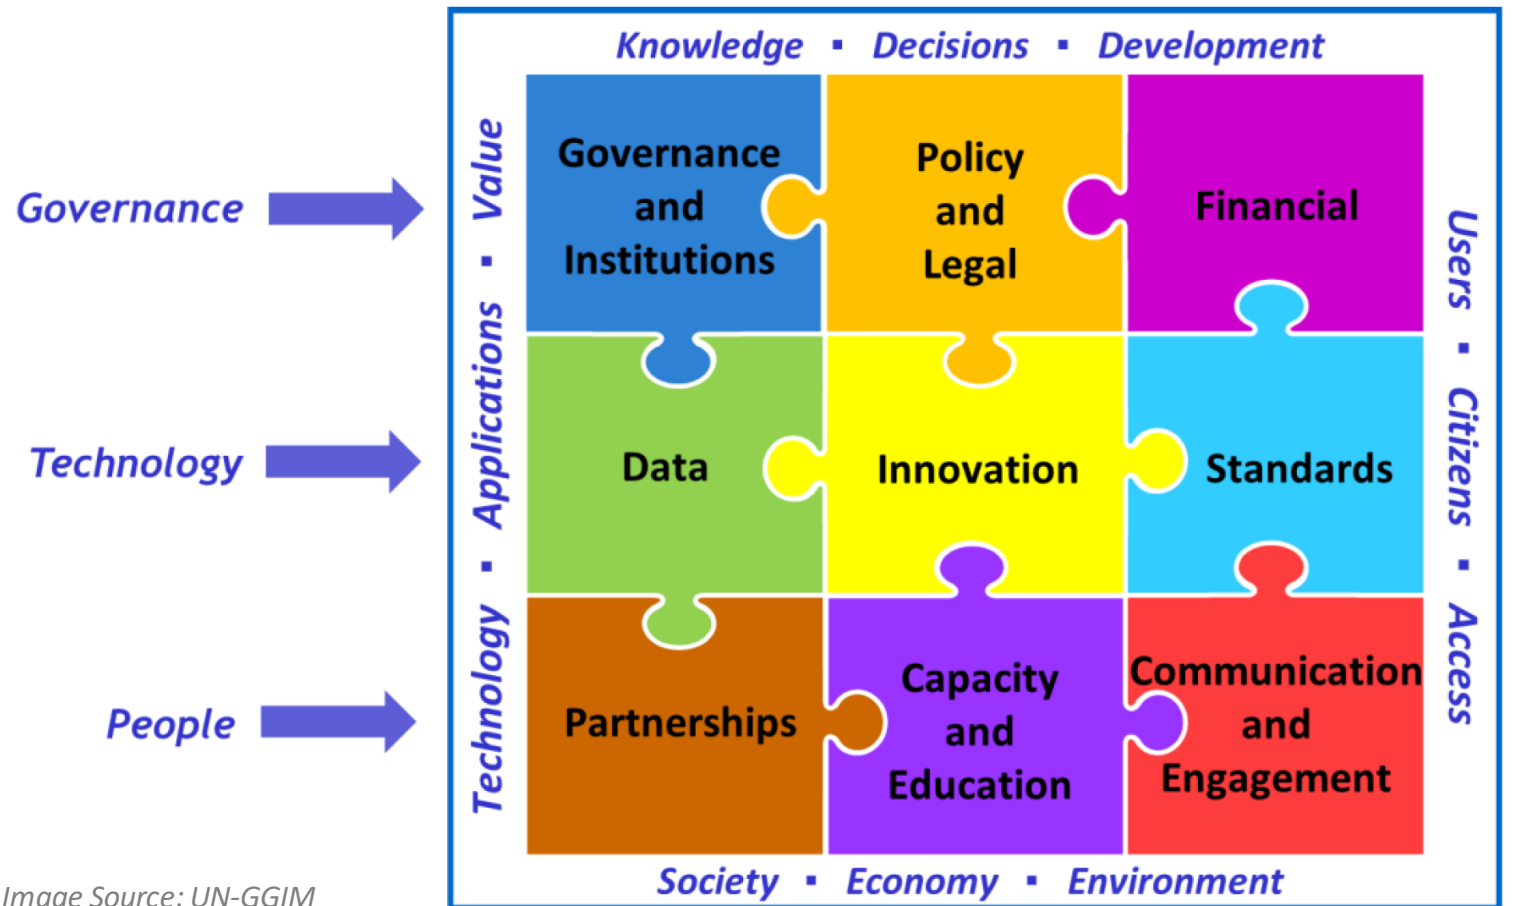 Knowledge ▪ Decisions ▪ Development
Governance
Technology ▪ Applications ▪ Value
Governance
and
Institutions
Policy
and
Legal
Financial
Users ▪ Citizens ▪ Access
Technology
Data
Innovation
Standards
People
Partnerships
Capacity
and
Education
Communication
and
Engagement
Society ▪ Economy ▪ Environment
Image Source: UN-GGIM